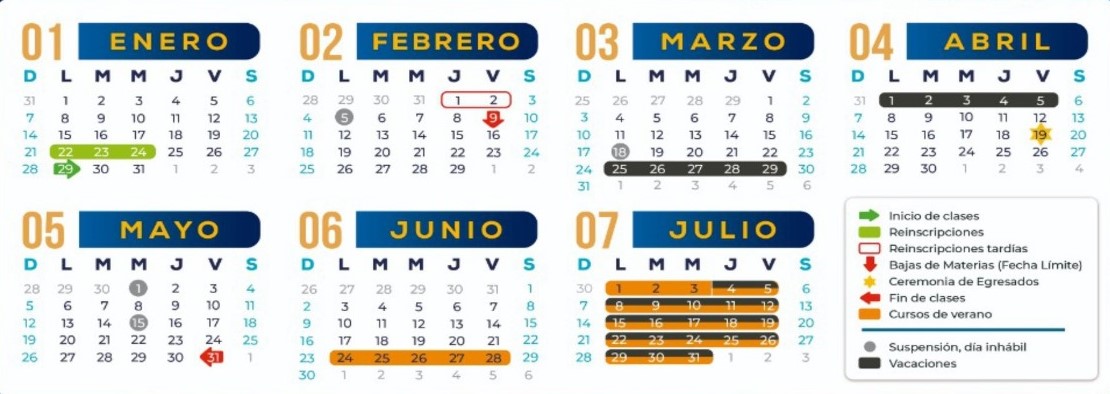 01 ENERO
D L M M J V S
31 1 2 3 4 5 6
7 8 9 10 11 12 13
14 15 16 17 18 19 20
21 22 23 24 25 26 27
28 29 30 31 1 2 3
02 FEBRERO
D L M M J V S
28 29 30 31 1 2 3
4 5 6 7 8 9 10
11 12 13 14 15 16 17
18 19 20 21 22 23 24
25 26 27 28 29 1 2
03 MARZO
D L M M J V S
25 26 27 28 29 1 2
3 4 5 6 7 8 9
10 11 12 13 14 15 16
17 18 19 20 21 22 23
24 25 26 27 28 29 30
31 1 2 3 4 5 6
04 ABRIL
D L M M J V S
31 1 2 3 4 5 6
7 8 9 10 11 12 13
14 15 16 17 18 19 20
21 22 23 24 25 26 27
28 29 30 1 2 3 4
05 MAYO
D L M M J V S
28 29 30 1 2 3 4
5 6 7 8 9 10 11
12 13 14 15 16 17 18
19 20 21 22 23 24 25
26 27 28 29 30 31 1
06 JUNIO
D L M M J V S
26 27 28 29 30 31 1
2 3 4 5 6 7 8
9 10 11 12 13 14 15
16 17 18 19 20 21 22
23 24 25 26 27 28 29
30 1 2 3 4 5 6
07 JULIO
D L M M J V S
30 1 2 3 4 5 6
7 8 9 10 11 12 13
14 15 16 17 18 19 20
21 22 23 24 25 26 27
28 29 30 31 1 2 3
Inicio de clases
Reinscripciones
Reinscripciones tardías
Bajas de Materias (Fecha Límite)
Ceremonia de Egresados
Fin de clases
Cursos de verano
Suspensión, día inhábil
Vacaciones